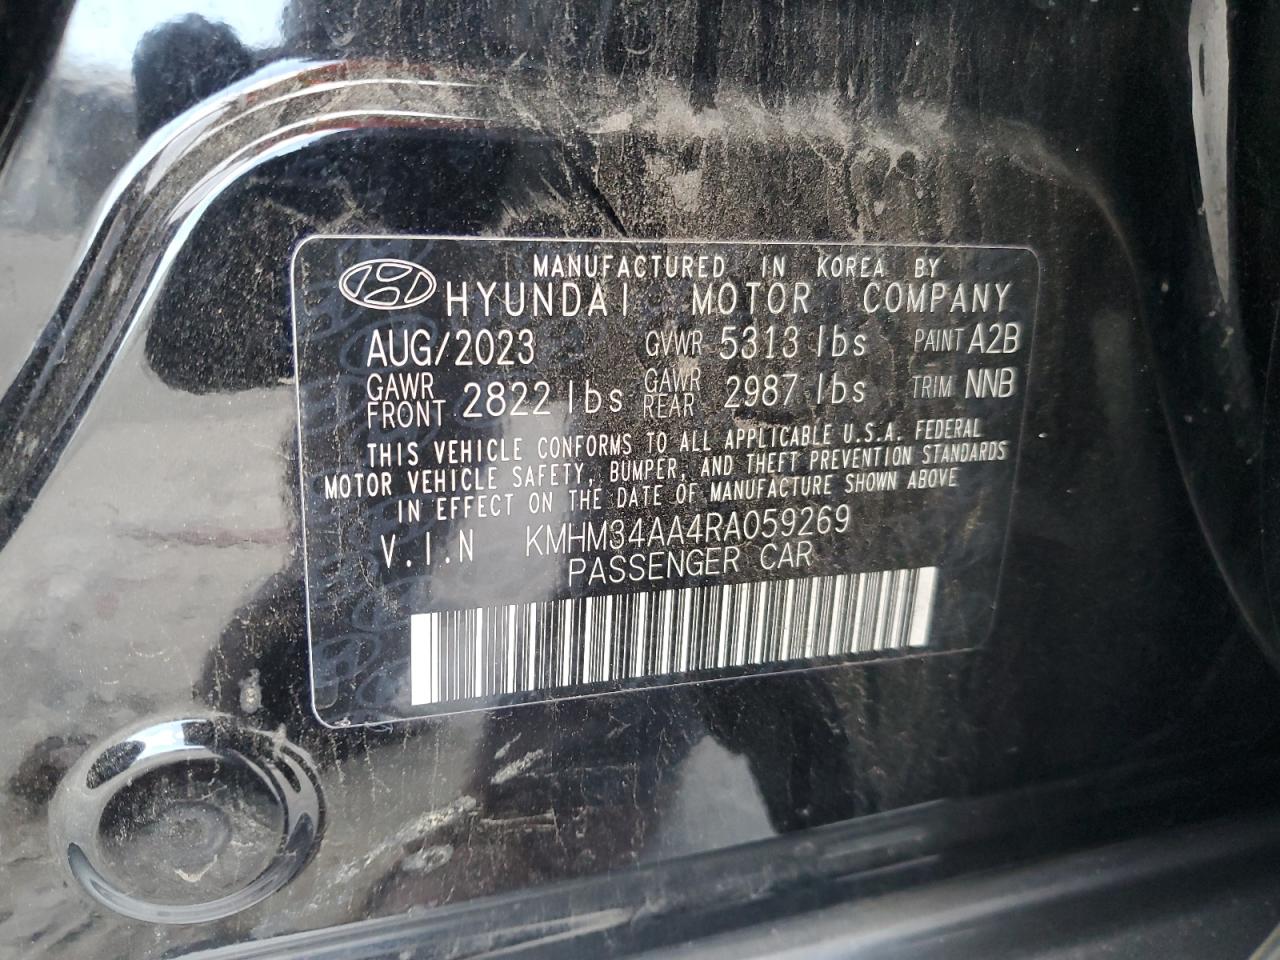 MANUFACTURED IN KOREA BY
HYUNDAI MOTOR COMPANY
AUG/2023 GVWR 5313 lbs PAINT A2B
GAWR FRONT 2822 lbs GAWR REAR 2987 lbs TRIM NNB
THIS VEHICLE CONFORMS TO ALL APPLICABLE U.S.A. FEDERAL
MOTOR VEHICLE SAFETY, BUMPER, AND THEFT PREVENTION STANDARDS
IN EFFECT ON THE DATE OF MANUFACTURE SHOWN ABOVE
V.I.N KMHM34AA4RA059269
PASSENGER CAR